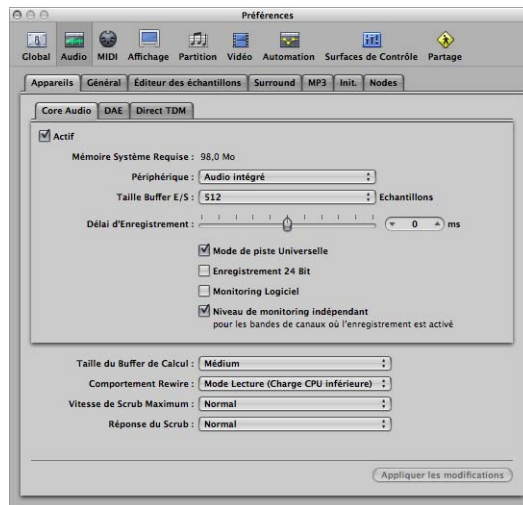 Préférences
Global Audio MIDI Affichage Partition Vidéo Automation Surfaces de Contrôle Partage
Appareils Général Éditeur des échantillons Surround MP3 Init. Nodes
Core Audio DAE Direct TDM
Actif
Mémoire Système Requise : 98,0 Mo
Périphérique : Audio intégré
Taille Buffer E/S : 512 Echantillons
Délai d'Enregistrement : 0 ms
Mode de piste Universelle
Enregistrement 24 Bit
Monitoring Logiciel
Niveau de monitoring indépendant
pour les bandes de canaux où l'enregistrement est activé
Taille du Buffer de Calcul : Médium
Comportement Rewire : Mode Lecture (Charge CPU inférieure)
Vitesse de Scrub Maximum : Normal
Réponse du Scrub : Normal
Appliquer les modifications